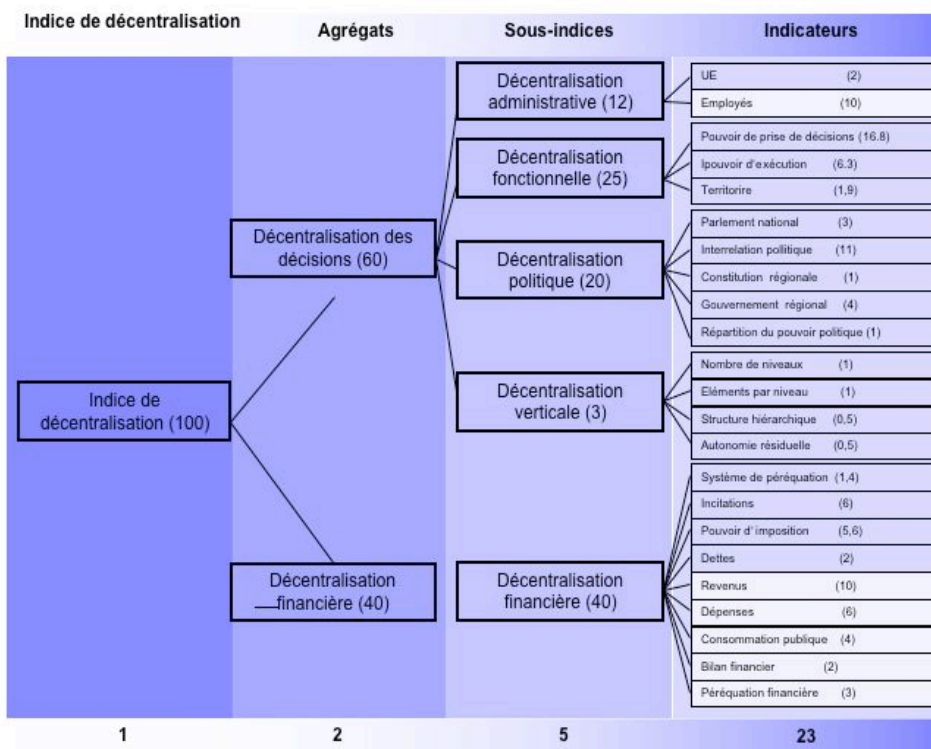 Indice de décentralisation
Agrégats
Sous-indices
Indicateurs
Indice de
décentralisation (100)
Décentralisation des
décisions (60)
Décentralisation
financière (40)
Décentralisation
administrative (12)
Décentralisation
fonctionnelle (25)
Décentralisation
politique (20)
Décentralisation
verticale (3)
Décentralisation
financière (40)
UE (2)
Employés (10)
Pouvoir de prise de décisions (16.8)
Ipouvoir d'exécution (6.3)
Territorire (1,9)
Parlement national (3)
Interrelation pollitique (11)
Constitution régionale (1)
Gouvernement régional (4)
Répartition du pouvoir politique (1)
Nombre de niveaux (1)
Eléments par niveau (1)
Structure hiérarchique (0,5)
Autonomie résiduelle (0,5)
Système de péréquation (1,4)
Incitations (6)
Pouvoir d'imposition (5,6)
Dettes (2)
Revenus (10)
Dépenses (6)
Consommation publique (4)
Bilan financier (2)
Péréquation financière (3)
1
2
5
23